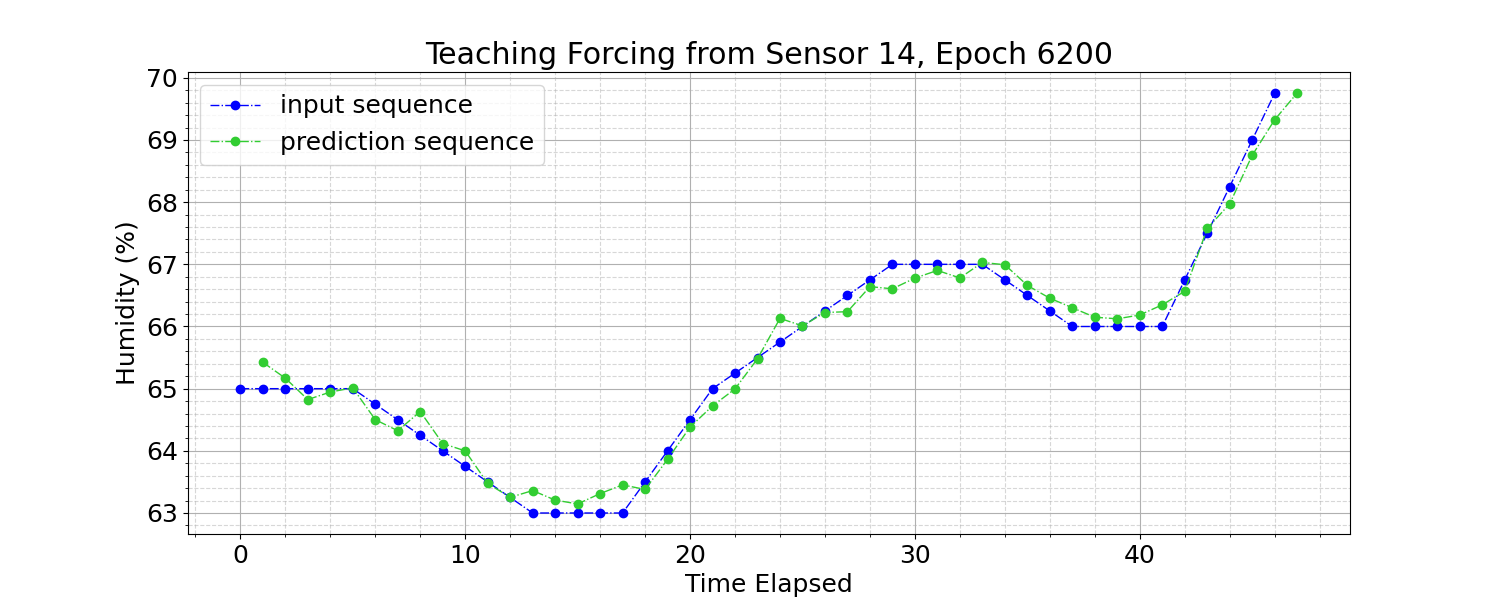 Teaching Forcing from Sensor 14, Epoch 6200
input sequence
prediction sequence
Humidity (%)
70
69
68
67
66
65
64
63
0 10 20 30 40
Time Elapsed